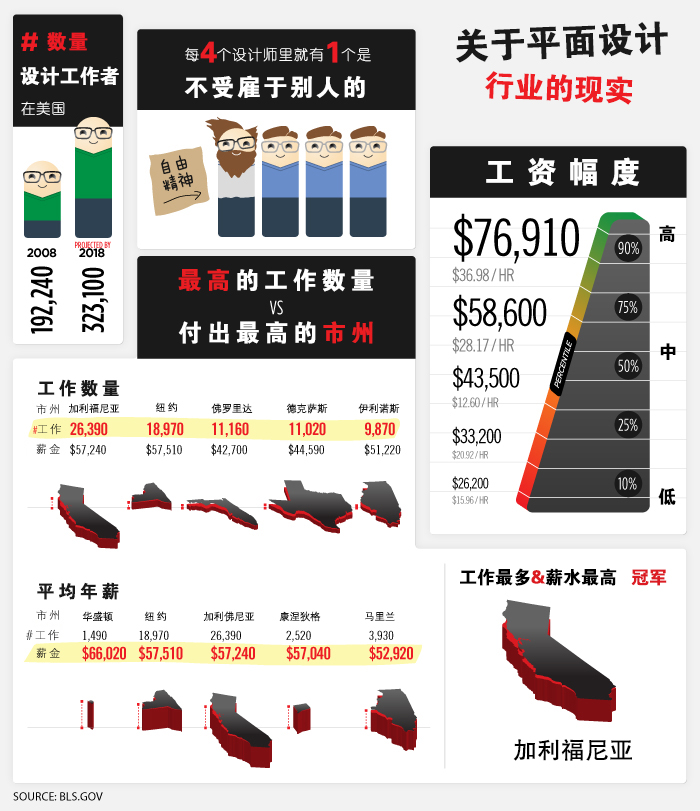 # 数量
设计工作者
在美国
2008
192,240
PROJECTED BY
2018
323,100
每4个设计师里就有1个是
不受雇于别人的
自由
精神
关于平面设计
行业的现实
工资幅度
$76,910
$36.98 / HR
$58,600
$28.17 / HR
$43,500
$12.60 / HR
$33,200
$20.92 / HR
$26,200
$15.96 / HR
PERCENTILE
90%
75%
50%
25%
10%
高
中
低
最高的工作数量
VS
付出最高的市州
工作数量
市州 加利福尼亚 纽约 佛罗里达 德克萨斯 伊利诺斯
#工作 26,390 18,970 11,160 11,020 9,870
薪金 $57,240 $57,510 $42,700 $44,590 $51,220
平均年薪
市州 华盛顿 纽约 加利佛尼亚 康涅狄格 马里兰
#工作 1,490 18,970 26,390 2,520 3,930
薪金 $66,020 $57,510 $57,240 $57,040 $52,920
工作最多&薪水最高 冠军
加利福尼亚
SOURCE: BLS.GOV